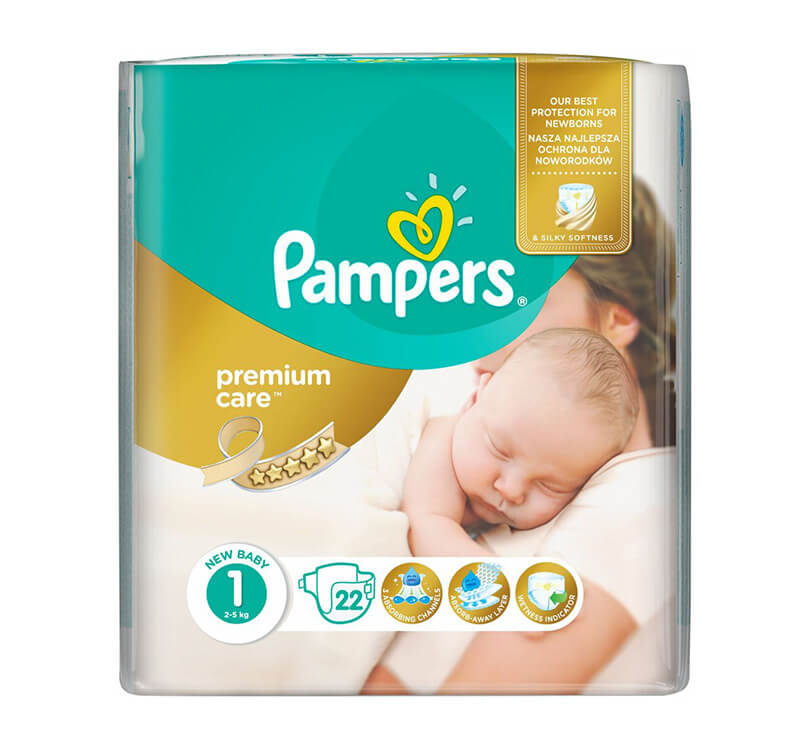 OUR BEST
PROTECTION FOR
NEWBORNS
NASZA NAJLEPSZA
OCHRONA DLA
NOWORODKÓW
& SILKY SOFTNESS
Pampers®
premium
care™
NEW BABY
1
2-5 kg
22
3 ABSORBING CHANNELS
ABSORB-AWAY LAYER
WETNESS INDICATOR